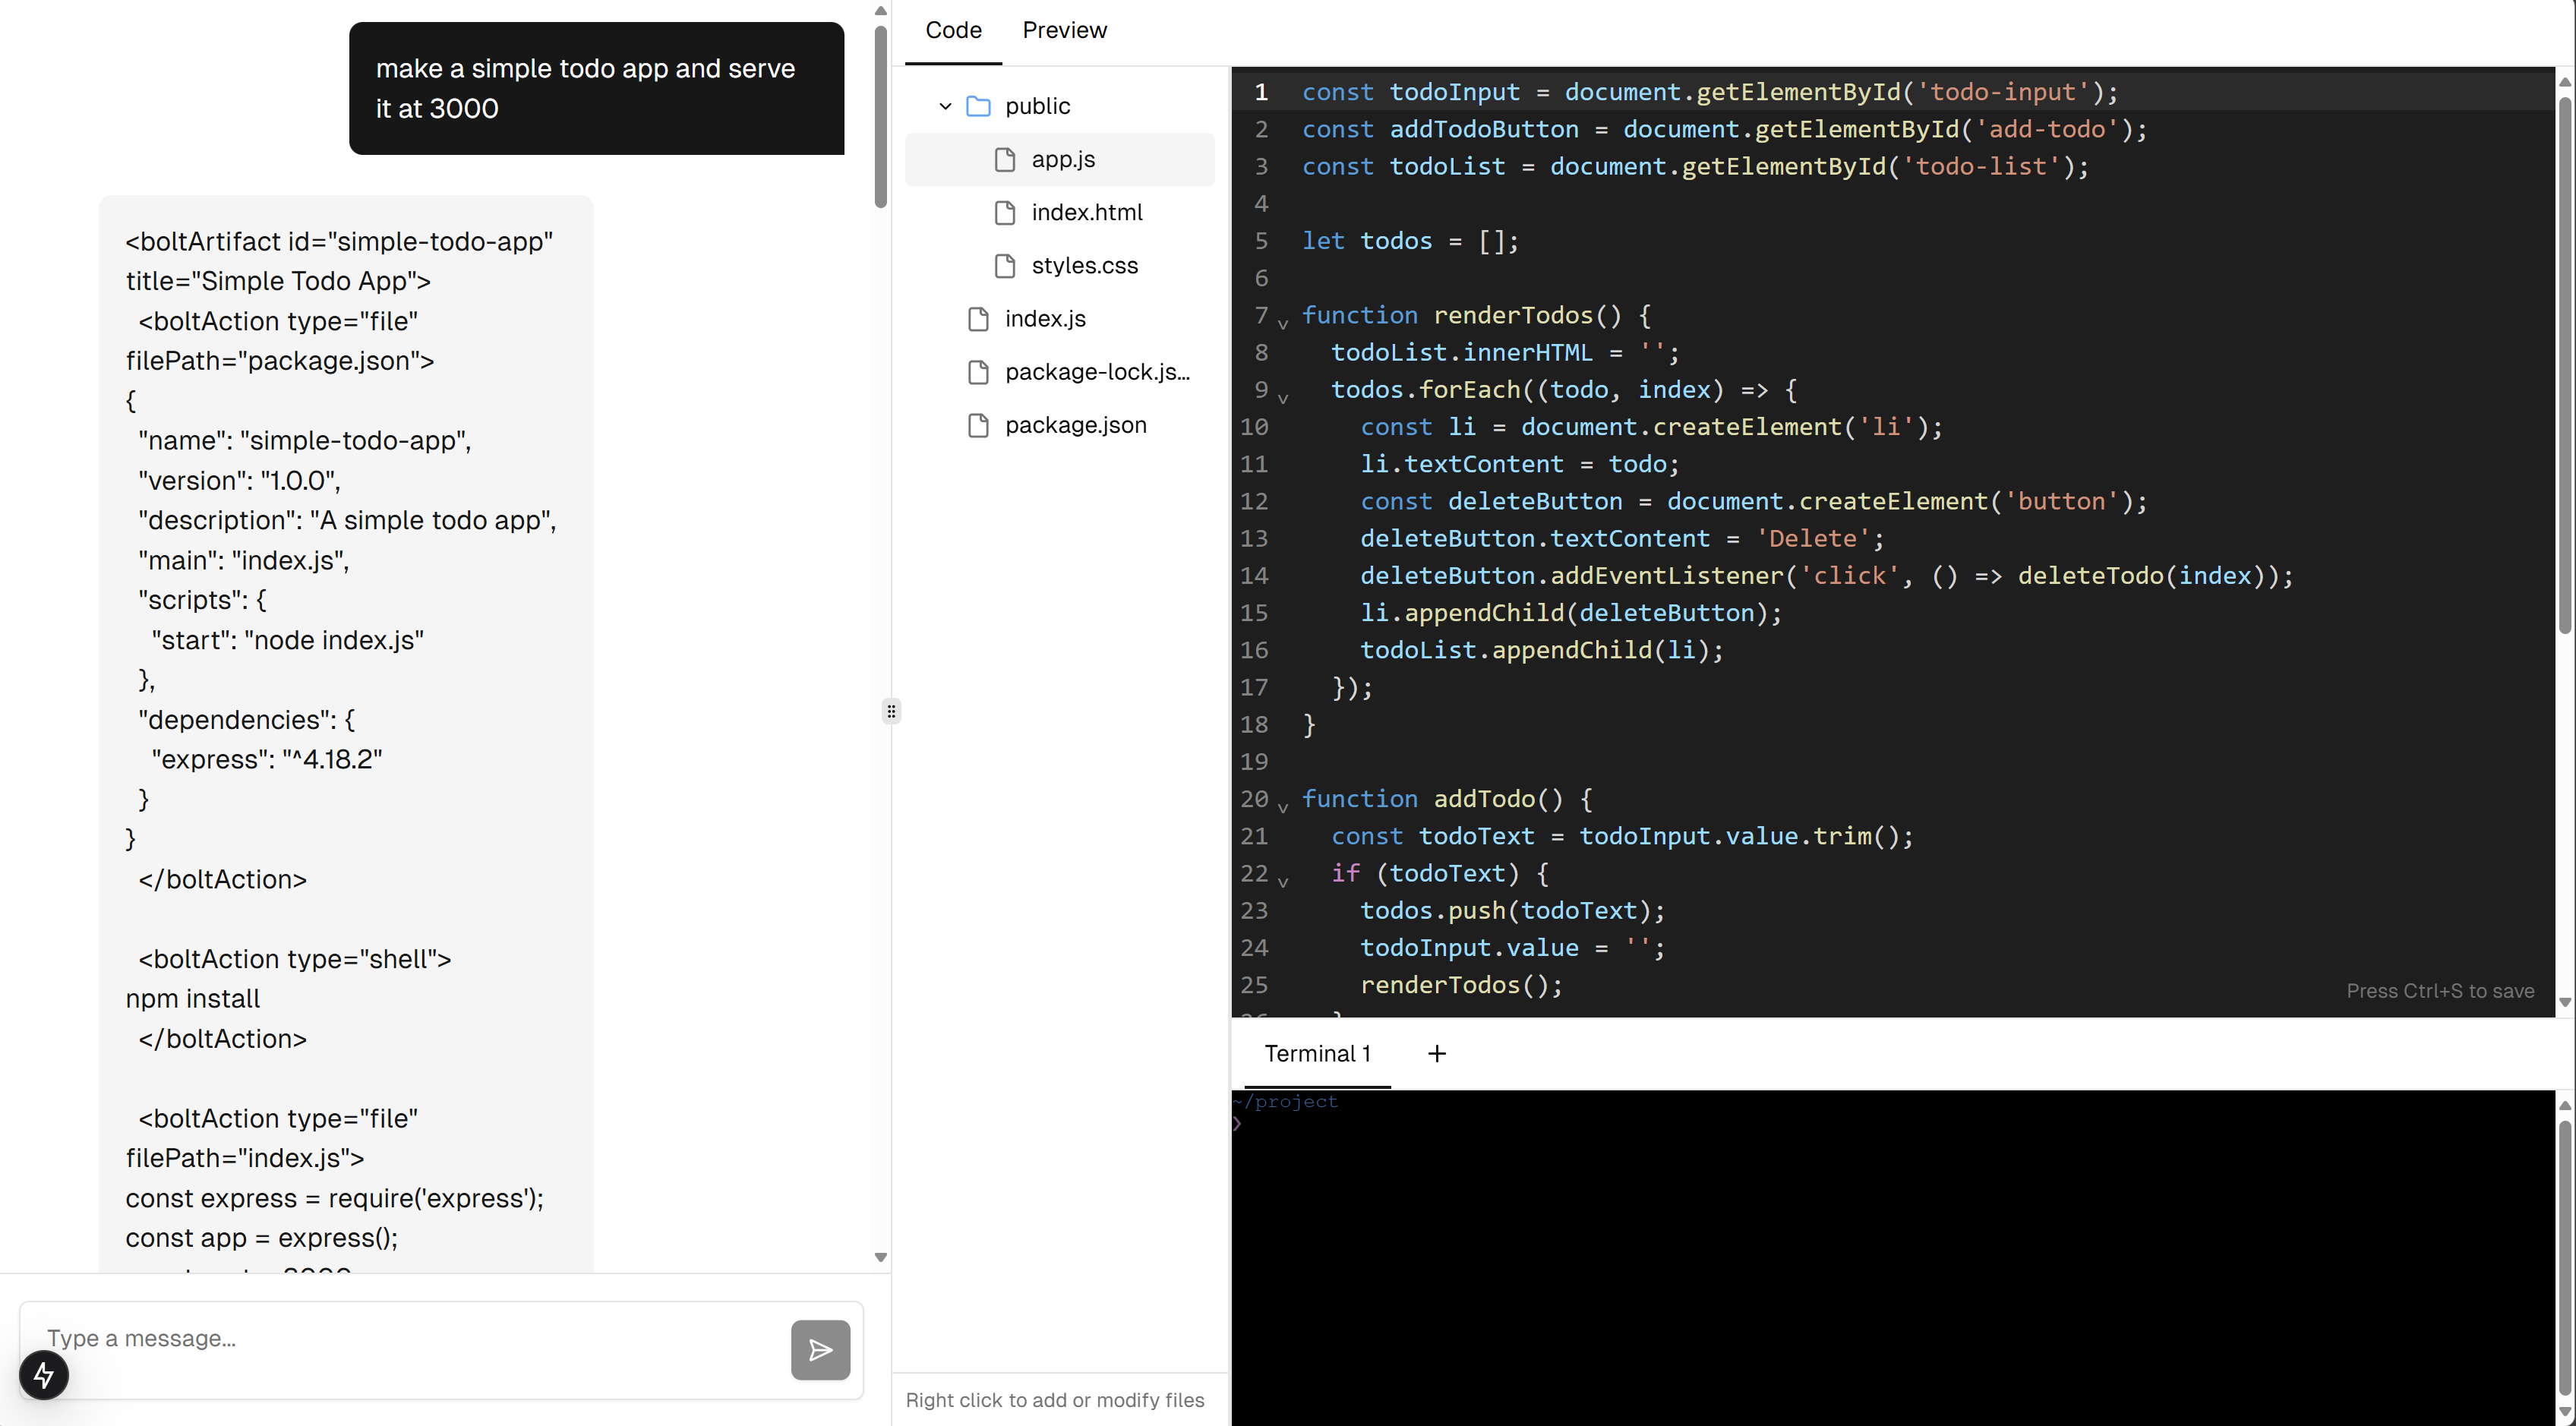 make a simple todo app and serve
it at 3000
<boltArtifact id="simple-todo-app"
title="Simple Todo App">
<boltAction type="file"
filePath="package.json">
{
"name": "simple-todo-app",
"version": "1.0.0",
"description": "A simple todo app",
"main": "index.js",
"scripts": {
"start": "node index.js"
},
"dependencies": {
"express": "^4.18.2"
}
}
</boltAction>
<boltAction type="shell">
npm install
</boltAction>
<boltAction type="file"
filePath="index.js">
const express = require('express');
const app = express();
Type a message...
Code Preview
public
app.js
index.html
styles.css
index.js
package-lock.js...
package.json
Right click to add or modify files
1 const todoInput = document.getElementById('todo-input');
2 const addTodoButton = document.getElementById('add-todo');
3 const todoList = document.getElementById('todo-list');
4
5 let todos = [];
6
7 function renderTodos() {
8 todoList.innerHTML = '';
9 todos.forEach((todo, index) => {
10 const li = document.createElement('li');
11 li.textContent = todo;
12 const deleteButton = document.createElement('button');
13 deleteButton.textContent = 'Delete';
14 deleteButton.addEventListener('click', () => deleteTodo(index));
15 li.appendChild(deleteButton);
16 todoList.appendChild(li);
17 });
18 }
19
20 function addTodo() {
21 const todoText = todoInput.value.trim();
22 if (todoText) {
23 todos.push(todoText);
24 todoInput.value = '';
25 renderTodos();
Press Ctrl+S to save
Terminal 1 +
~/project
❯